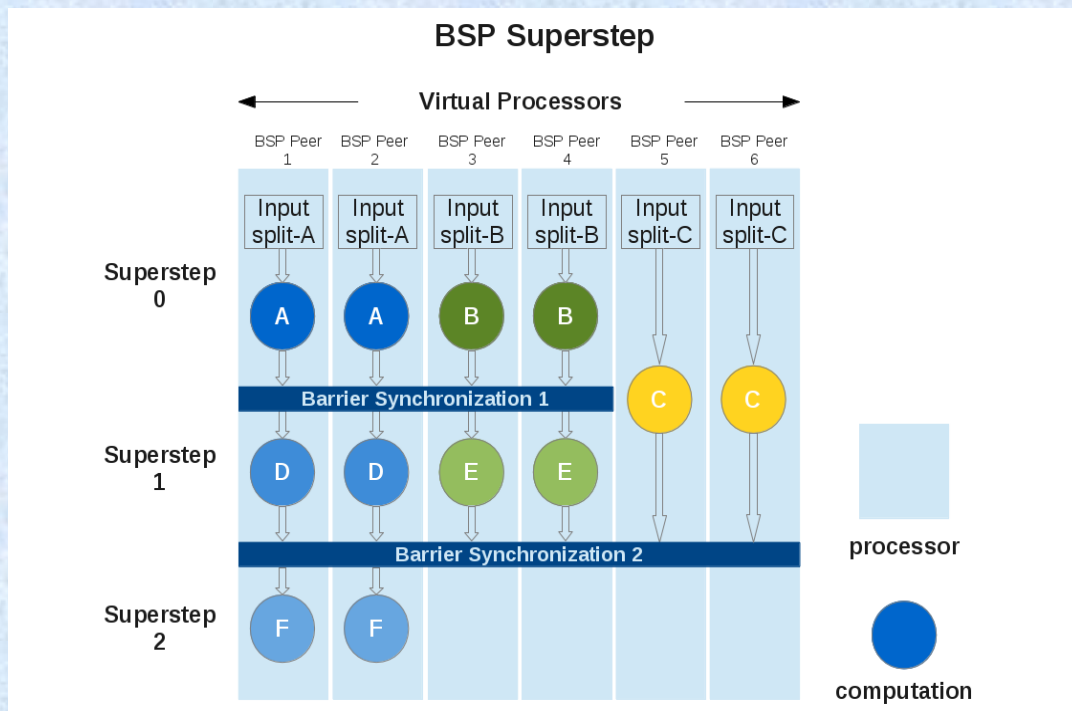 BSP Superstep
Virtual Processors
BSP Peer
1
BSP Peer
2
BSP Peer
3
BSP Peer
4
BSP Peer
5
BSP Peer
6
Input
split-A
Input
split-A
Input
split-B
Input
split-B
Input
split-C
Input
split-C
Superstep
0
A
A
B
B
Barrier Synchronization 1
C
C
Superstep
1
D
D
E
E
processor
Barrier Synchronization 2
Superstep
2
F
F
computation